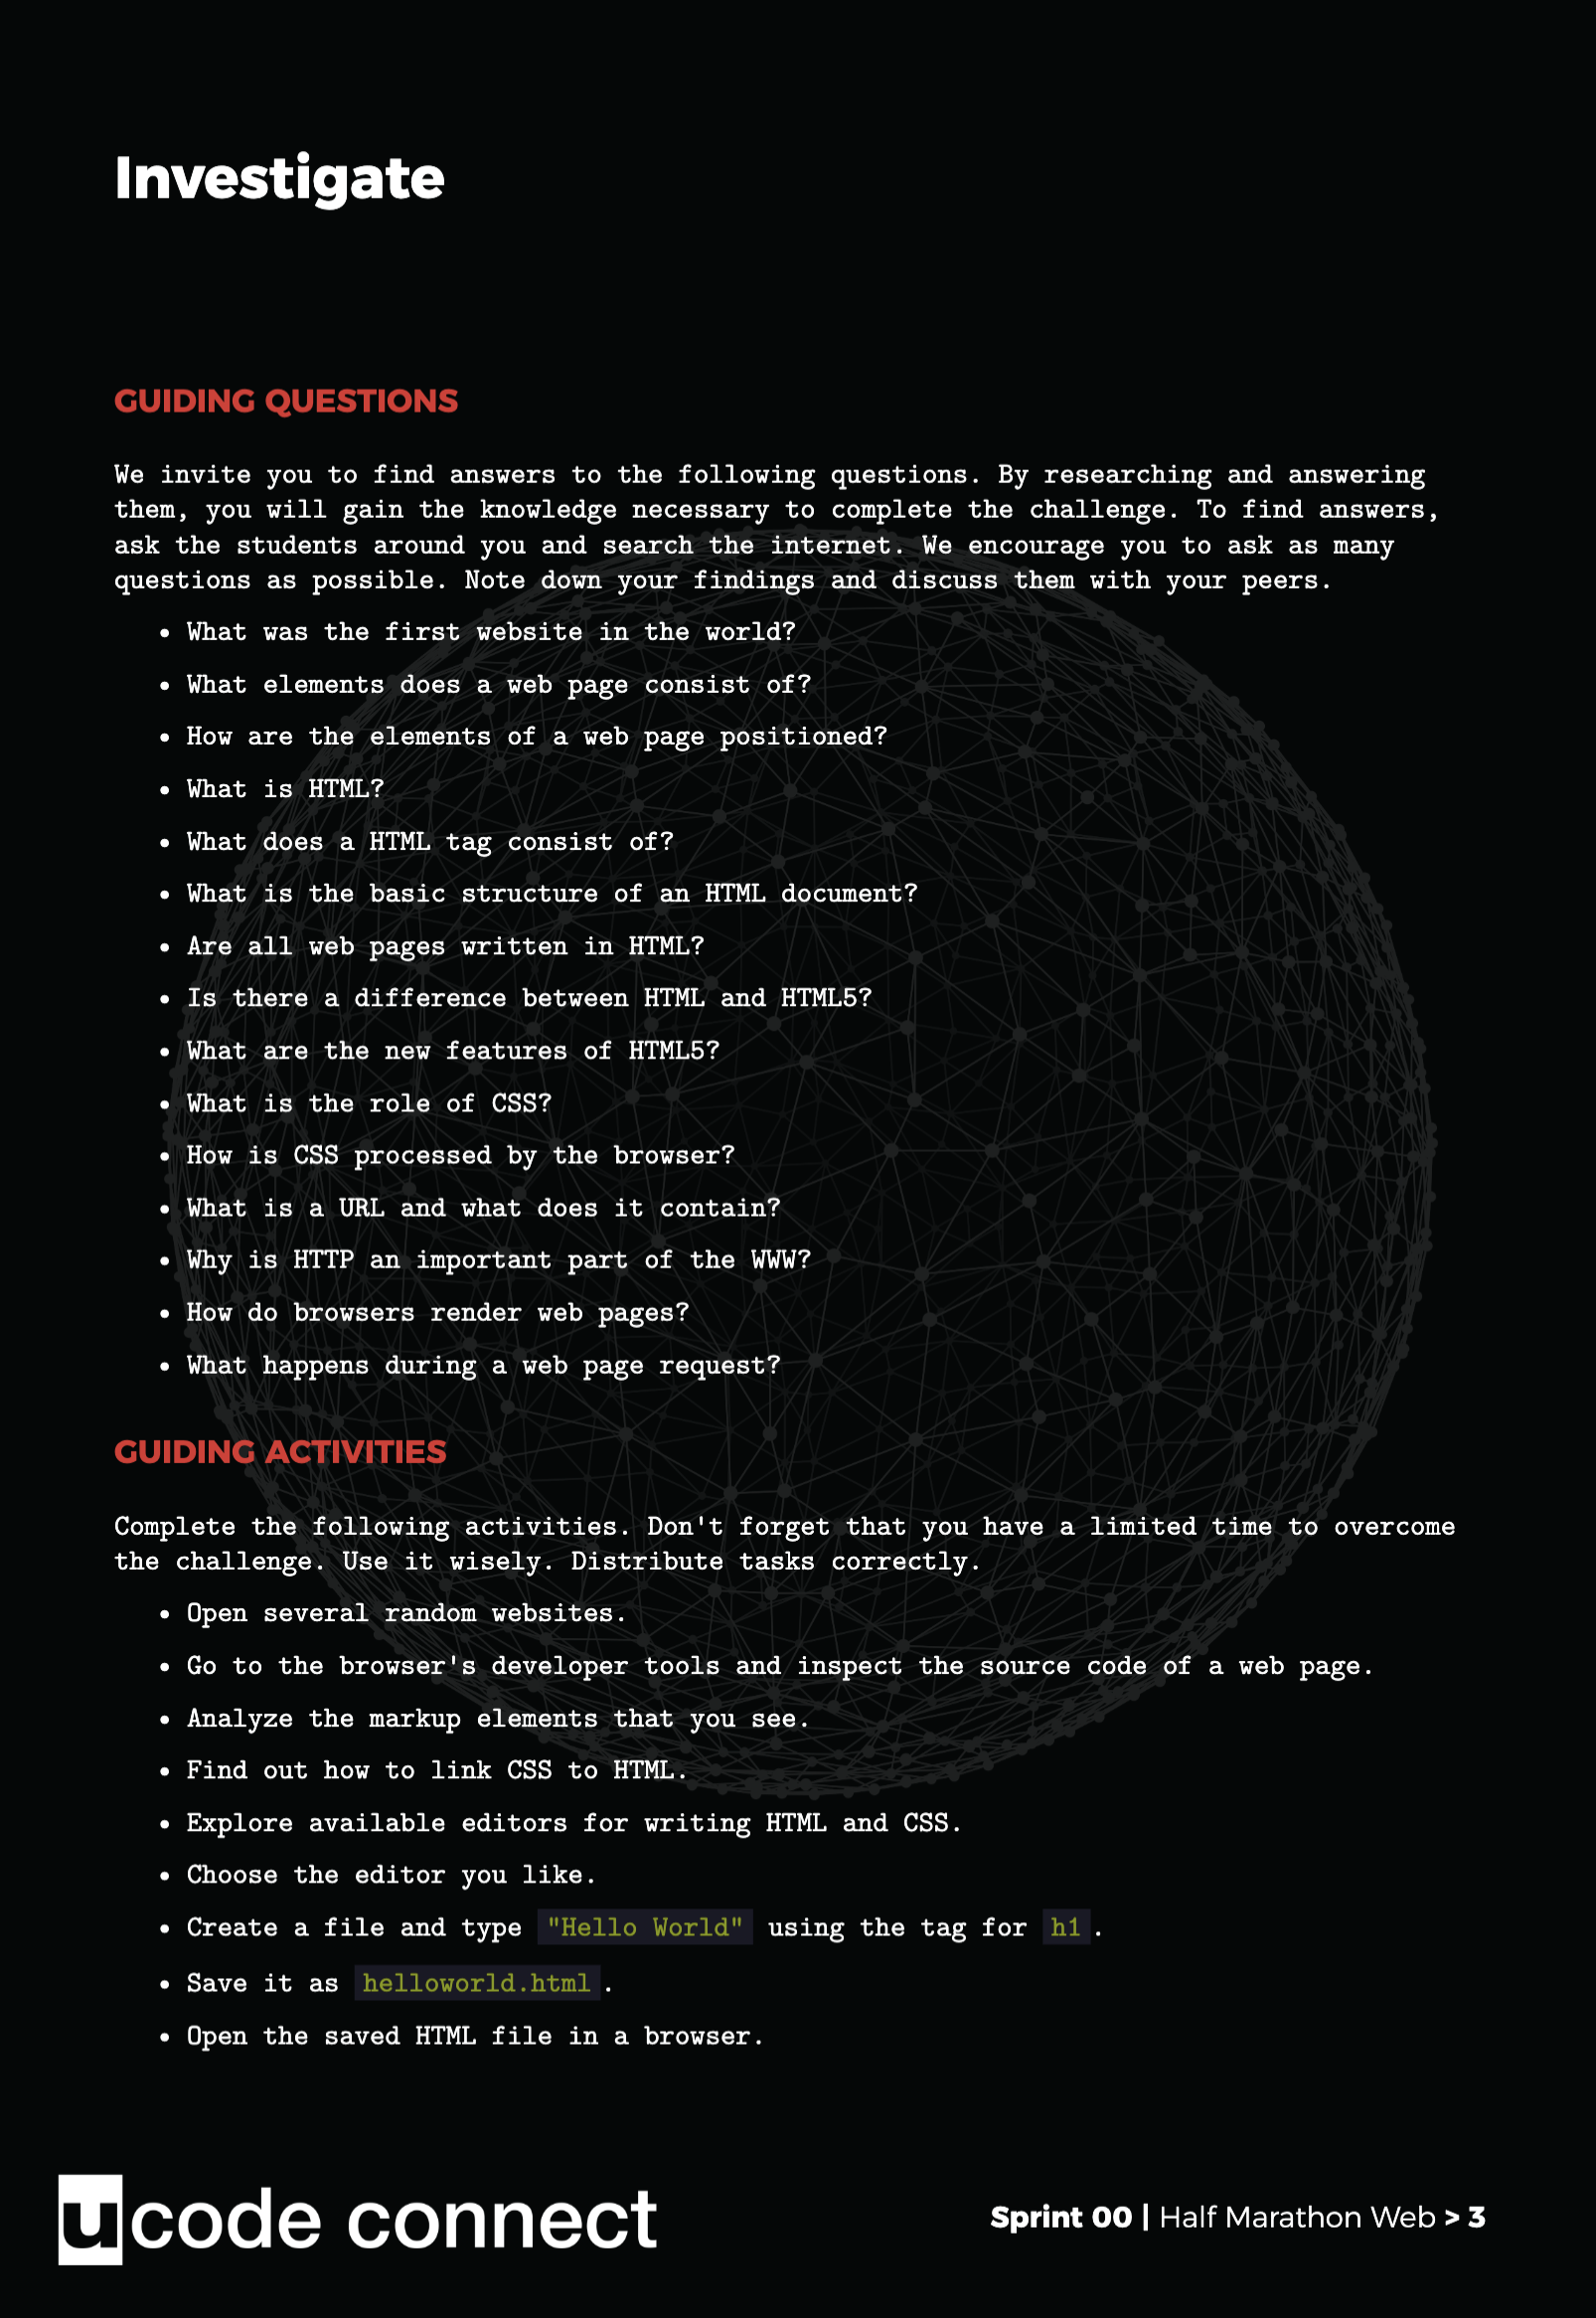 Investigate
GUIDING QUESTIONS
We invite you to find answers to the following questions. By researching and answering
them, you will gain the knowledge necessary to complete the challenge. To find answers,
ask the students around you and search the internet. We encourage you to ask as many
questions as possible. Note down your findings and discuss them with your peers.
• What was the first website in the world?
• What elements does a web page consist of?
• How are the elements of a web page positioned?
• What is HTML?
• What does a HTML tag consist of?
• What is the basic structure of an HTML document?
• Are all web pages written in HTML?
• Is there a difference between HTML and HTML5?
• What are the new features of HTML5?
• What is the role of CSS?
• How is CSS processed by the browser?
• What is a URL and what does it contain?
• Why is HTTP an important part of the WWW?
• How do browsers render web pages?
• What happens during a web page request?
GUIDING ACTIVITIES
Complete the following activities. Don't forget that you have a limited time to overcome
the challenge. Use it wisely. Distribute tasks correctly.
• Open several random websites.
• Go to the browser's developer tools and inspect the source code of a web page.
• Analyze the markup elements that you see.
• Find out how to link CSS to HTML.
• Explore available editors for writing HTML and CSS.
• Choose the editor you like.
• Create a file and type "Hello World" using the tag for h1.
• Save it as helloworld.html.
• Open the saved HTML file in a browser.
ucode connect
Sprint 00 | Half Marathon Web > 3